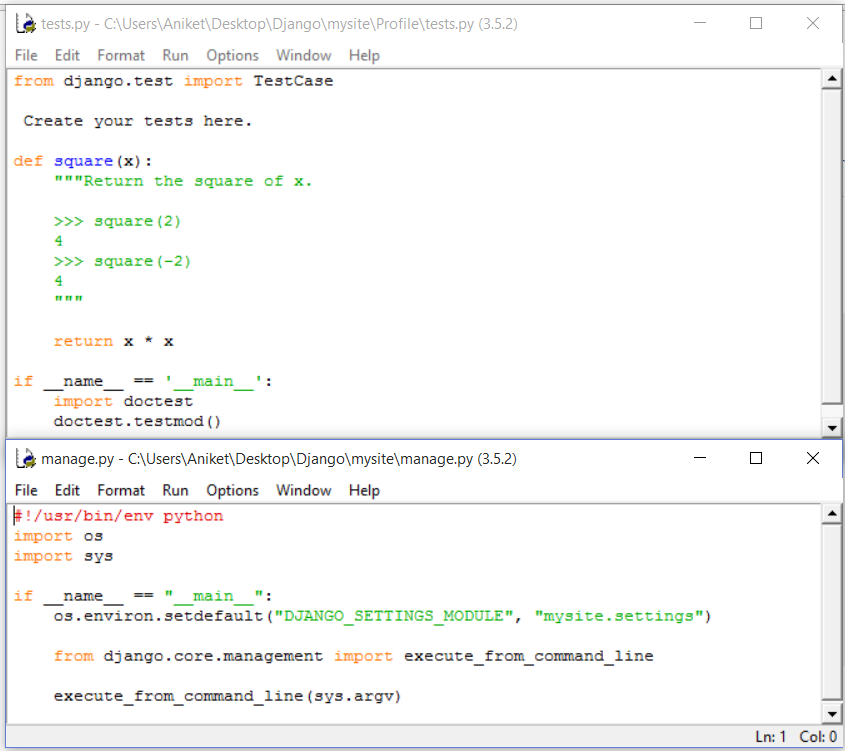 tests.py - C:\Users\Aniket\Desktop\Django\mysite\Profile\tests.py (3.5.2)
File Edit Format Run Options Window Help
from django.test import TestCase
Create your tests here.
def square(x):
"""Return the square of x.
>>> square(2)
4
>>> square(-2)
4
"""
return x * x
if __name__ == '__main__':
import doctest
doctest.testmod()
manage.py - C:\Users\Aniket\Desktop\Django\mysite\manage.py (3.5.2)
File Edit Format Run Options Window Help
#!/usr/bin/env python
import os
import sys
if __name__ == "__main__":
os.environ.setdefault("DJANGO_SETTINGS_MODULE", "mysite.settings")
from django.core.management import execute_from_command_line
execute_from_command_line(sys.argv)
Ln: 1 Col: 0